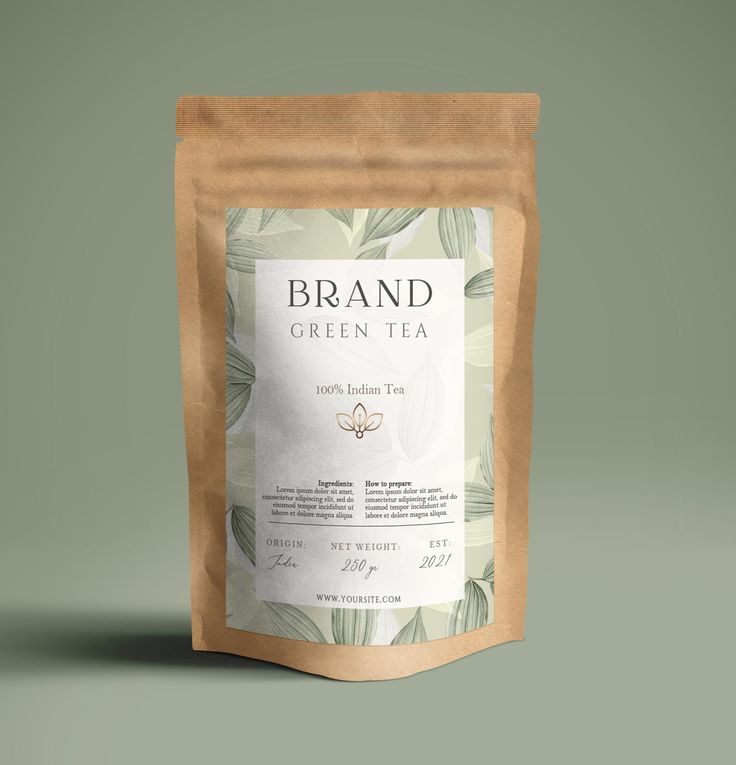 BRAND
GREEN TEA
100% Indian Tea
Ingredients:
Lorem ipsum dolor sit amet,
consectetur adipiscing elit, sed do
eiusmod tempor incididunt ut
labore et dolore magna aliqua.
How to prepare:
Lorem ipsum dolor sit amet,
consectetur adipiscing elit, sed do
eiusmod tempor incididunt ut
labore et dolore magna aliqua.
ORIGIN:
India
NET WEIGHT:
250 gr
EST:
2021
WWW.YOURSITE.COM